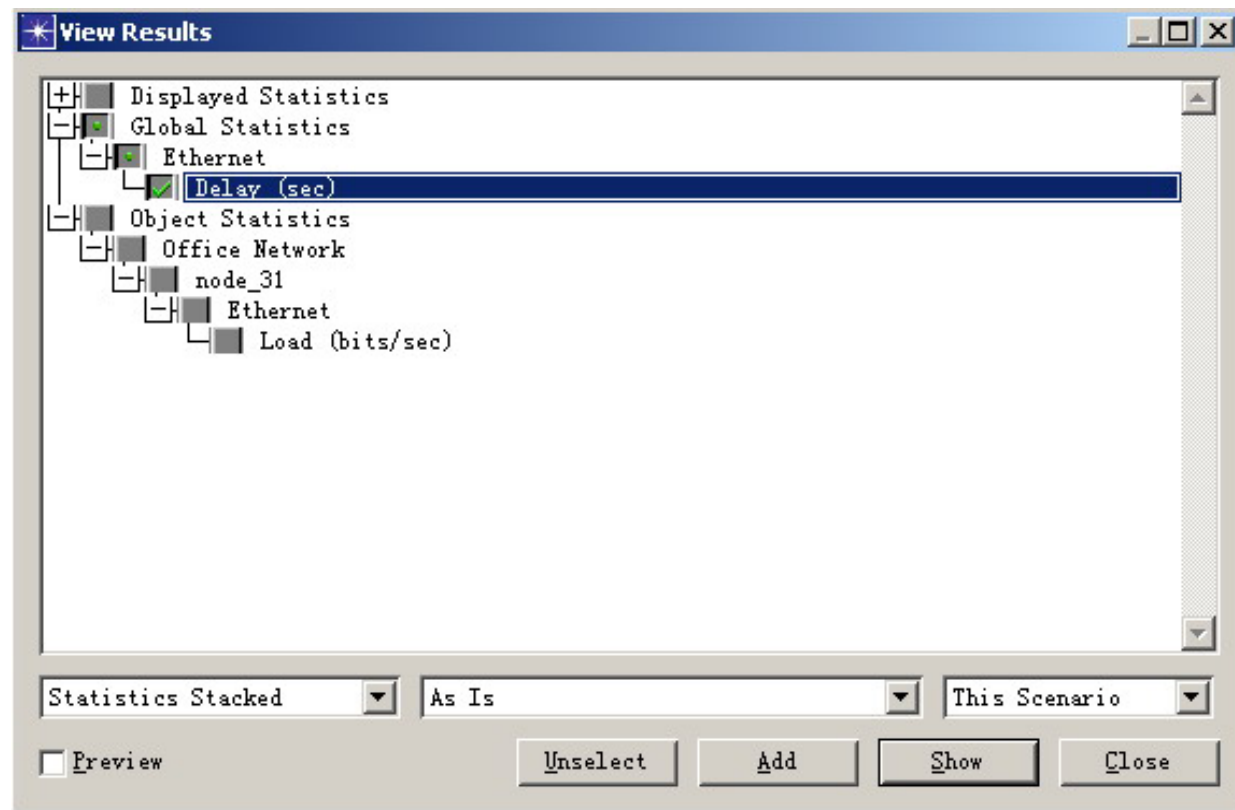 View Results
Displayed Statistics
Global Statistics
Ethernet
Delay (sec)
Object Statistics
Office Network
node_31
Ethernet
Load (bits/sec)
Statistics Stacked As Is This Scenario
Preview Unselect Add Show Close